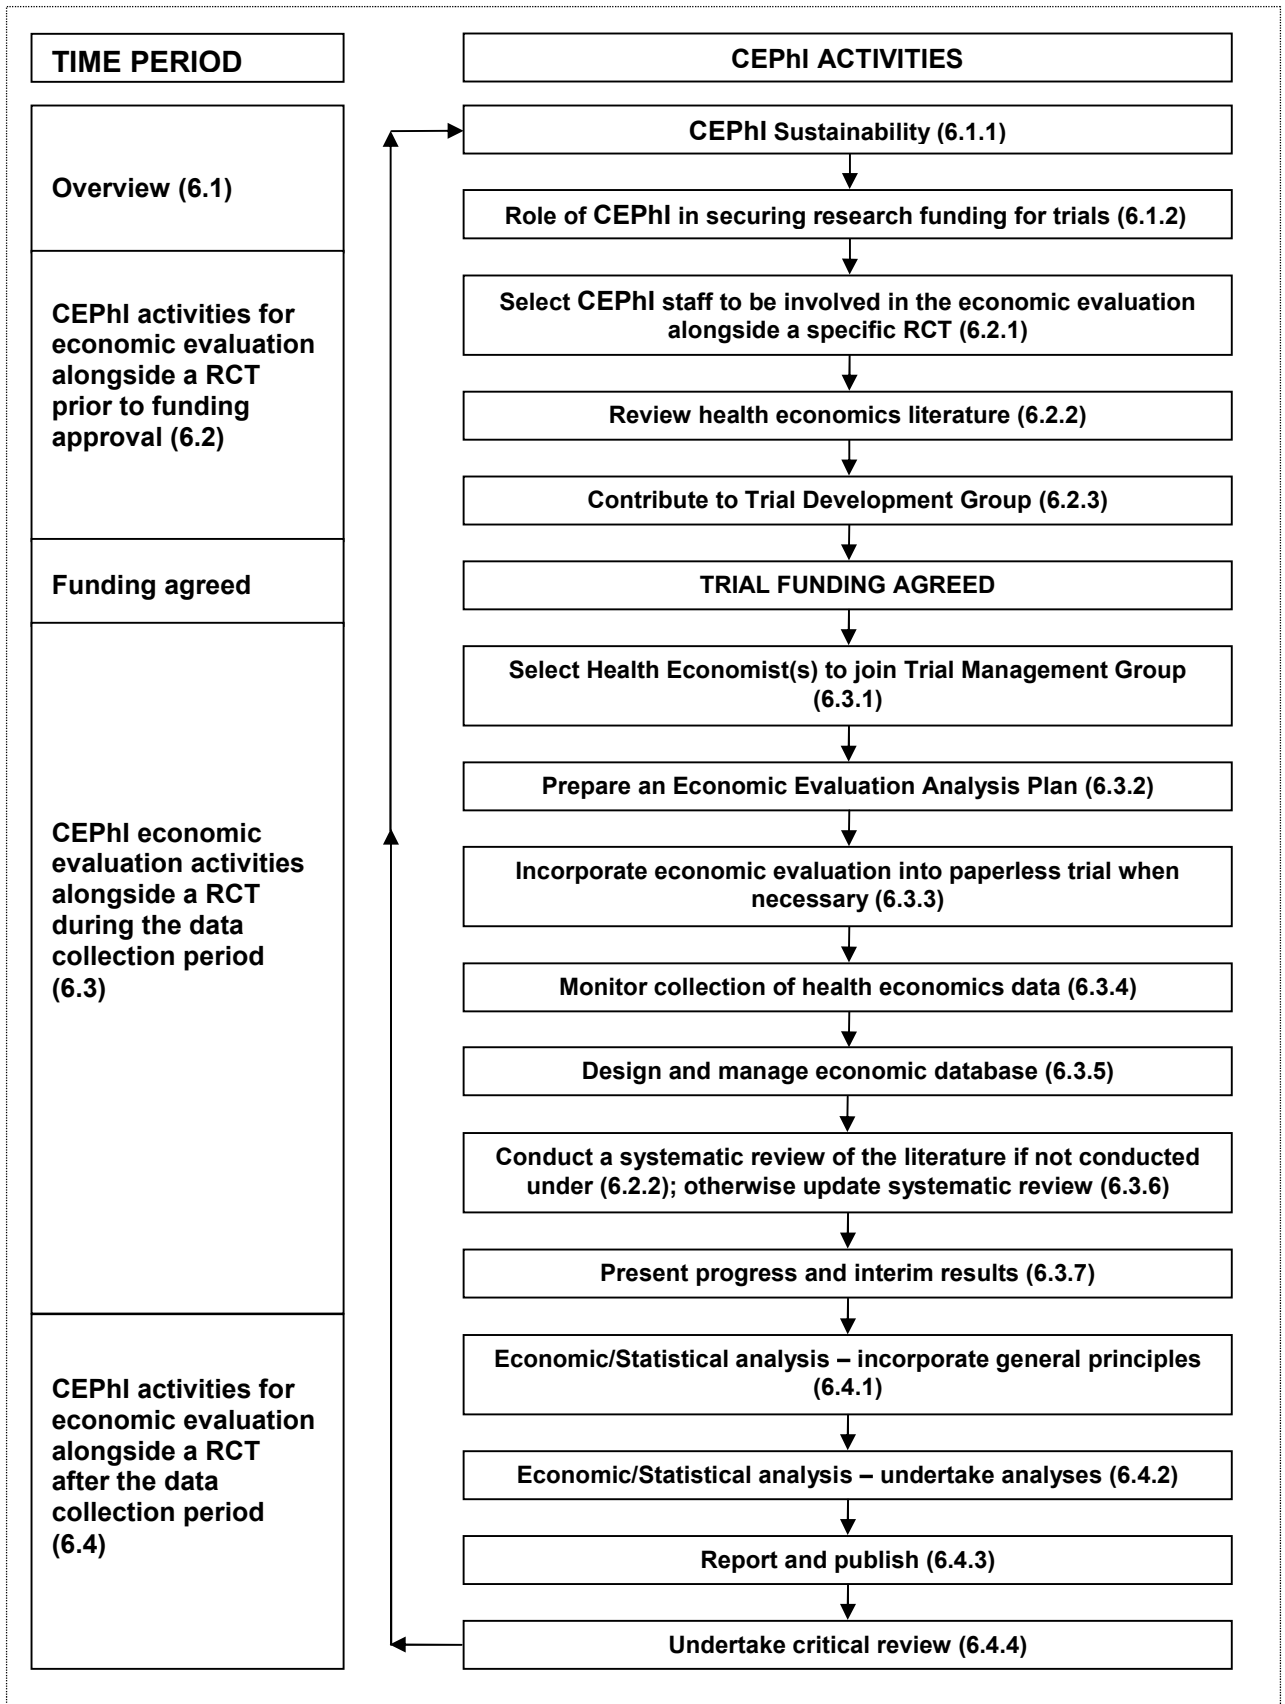 TIME PERIOD
CEPhI ACTIVITIES
Overview (6.1)
CEPhI activities for
economic evaluation
alongside a RCT
prior to funding
approval (6.2)
Funding agreed
CEPhI economic
evaluation activities
alongside a RCT
during the data
collection period
(6.3)
CEPhI activities for
economic evaluation
alongside a RCT
after the data
collection period
(6.4)
CEPhI Sustainability (6.1.1)
Role of CEPhI in securing research funding for trials (6.1.2)
Select CEPhI staff to be involved in the economic evaluation
alongside a specific RCT (6.2.1)
Review health economics literature (6.2.2)
Contribute to Trial Development Group (6.2.3)
TRIAL FUNDING AGREED
Select Health Economist(s) to join Trial Management Group
(6.3.1)
Prepare an Economic Evaluation Analysis Plan (6.3.2)
Incorporate economic evaluation into paperless trial when
necessary (6.3.3)
Monitor collection of health economics data (6.3.4)
Design and manage economic database (6.3.5)
Conduct a systematic review of the literature if not conducted
under (6.2.2); otherwise update systematic review (6.3.6)
Present progress and interim results (6.3.7)
Economic/Statistical analysis – incorporate general principles
(6.4.1)
Economic/Statistical analysis – undertake analyses (6.4.2)
Report and publish (6.4.3)
Undertake critical review (6.4.4)